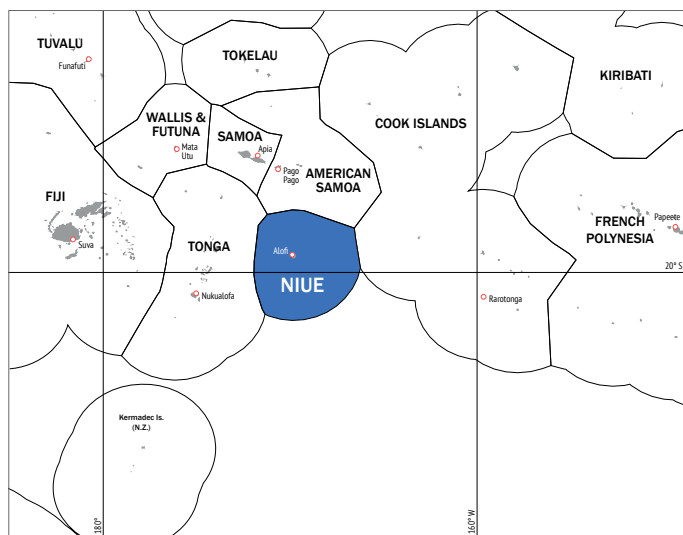 TUVALU
Funafuti
TOKELAU
KIRIBATI
WALLIS &
FUTUNA
Mata
Utu
SAMOA
Apia
COOK ISLANDS
Pago
Pago
AMERICAN
SAMOA
FIJI
Suva
TONGA
Nukualofa
Alofi
NIUE
FRENCH
POLYNESIA
Papeete
20° S
Rarotonga
Kermadec Is.
(N.Z.)
180°
160° W